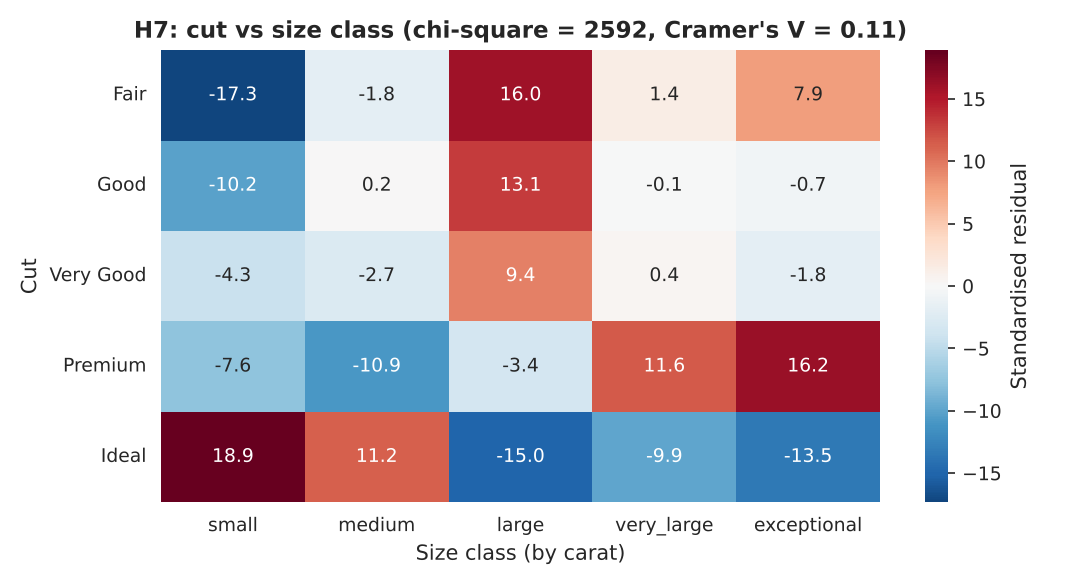 H7: cut vs size class (chi-square = 2592, Cramer's V = 0.11)
Fair -17.3 -1.8 16.0 1.4 7.9
Good -10.2 0.2 13.1 -0.1 -0.7
Very Good -4.3 -2.7 9.4 0.4 -1.8
Premium -7.6 -10.9 -3.4 11.6 16.2
Ideal 18.9 11.2 -15.0 -9.9 -13.5
small medium large very_large exceptional
Size class (by carat)
Cut
15
10
5
0
−5
−10
−15
Standardised residual